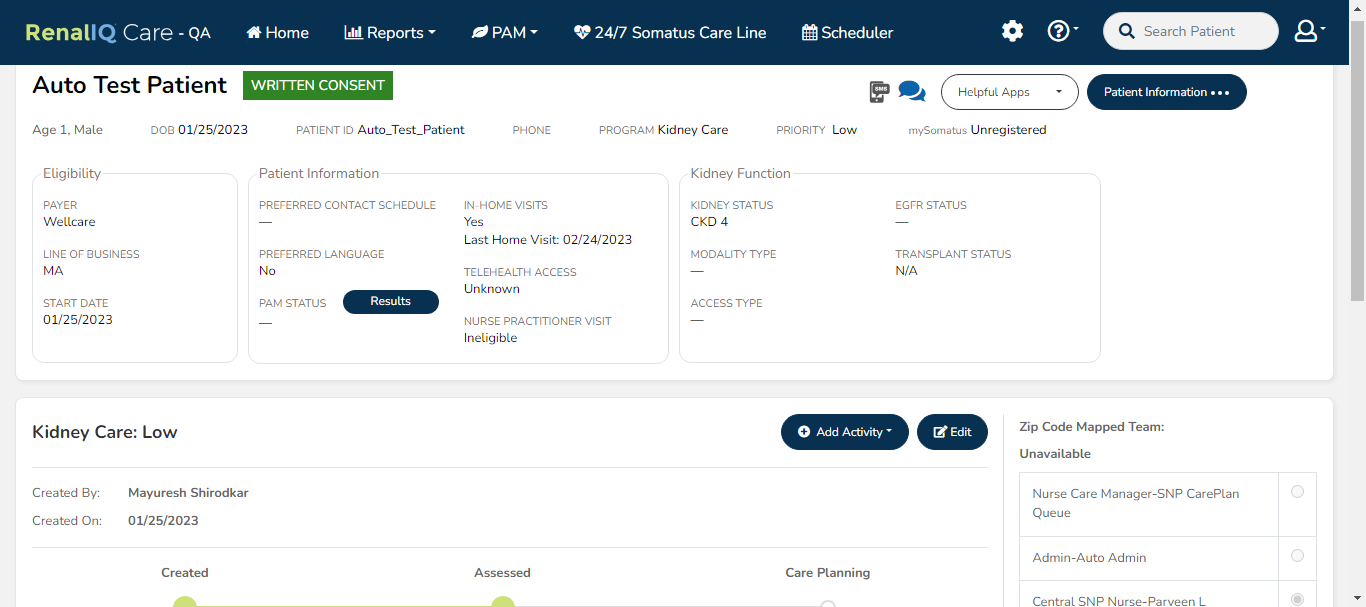 RenalIQ Care - QA
Home
Reports
PAM
24/7 Somatus Care Line
Scheduler
Search Patient
Auto Test Patient
WRITTEN CONSENT
SMS
Helpful Apps
Patient Information
Age 1, Male
DOB 01/25/2023
PATIENT ID Auto_Test_Patient
PHONE
PROGRAM Kidney Care
PRIORITY Low
mySomatus Unregistered
Eligibility
PAYER
Wellcare
LINE OF BUSINESS
MA
START DATE
01/25/2023
Patient Information
PREFERRED CONTACT SCHEDULE
—
PREFERRED LANGUAGE
No
PAM STATUS
Results
—
IN-HOME VISITS
Yes
Last Home Visit: 02/24/2023
TELEHEALTH ACCESS
Unknown
NURSE PRACTITIONER VISIT
Ineligible
Kidney Function
KIDNEY STATUS
CKD 4
MODALITY TYPE
—
ACCESS TYPE
—
EGFR STATUS
—
TRANSPLANT STATUS
N/A
Kidney Care: Low
Add Activity
Edit
Created By: Mayuresh Shirodkar
Created On: 01/25/2023
Created
Assessed
Care Planning
Zip Code Mapped Team:
Unavailable
Nurse Care Manager-SNP CarePlan
Queue
Admin-Auto Admin
Central SNP Nurse-Parveen L